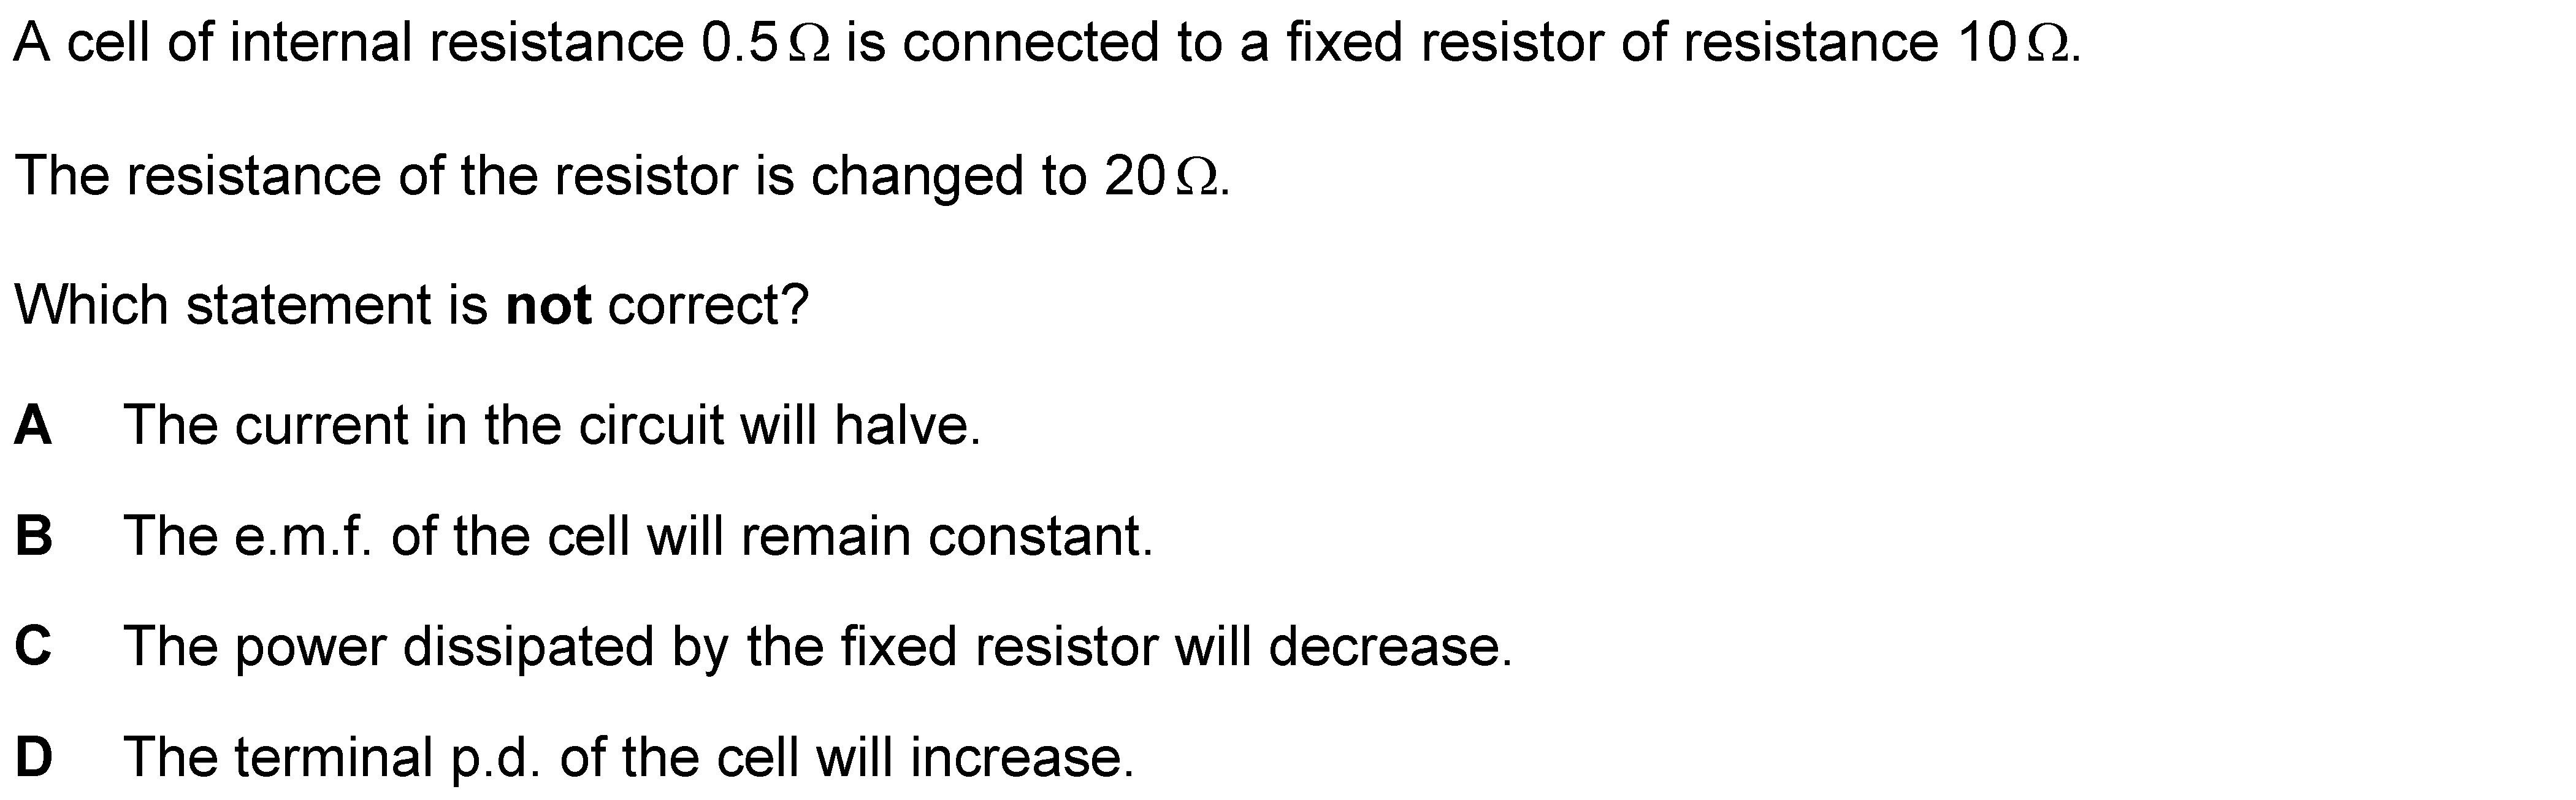 A cell of internal resistance 0.5 Ω is connected to a fixed resistor of resistance 10 Ω.
The resistance of the resistor is changed to 20 Ω.
Which statement is not correct?
A The current in the circuit will halve.
B The e.m.f. of the cell will remain constant.
C The power dissipated by the fixed resistor will decrease.
D The terminal p.d. of the cell will increase.